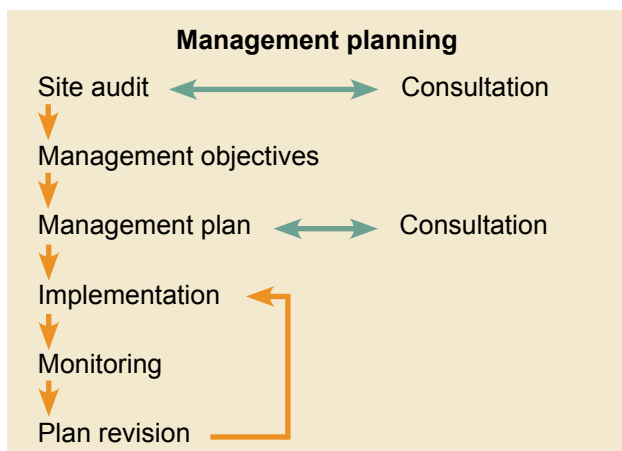 Management planning
Site audit Consultation
Management objectives
Management plan Consultation
Implementation
Monitoring
Plan revision